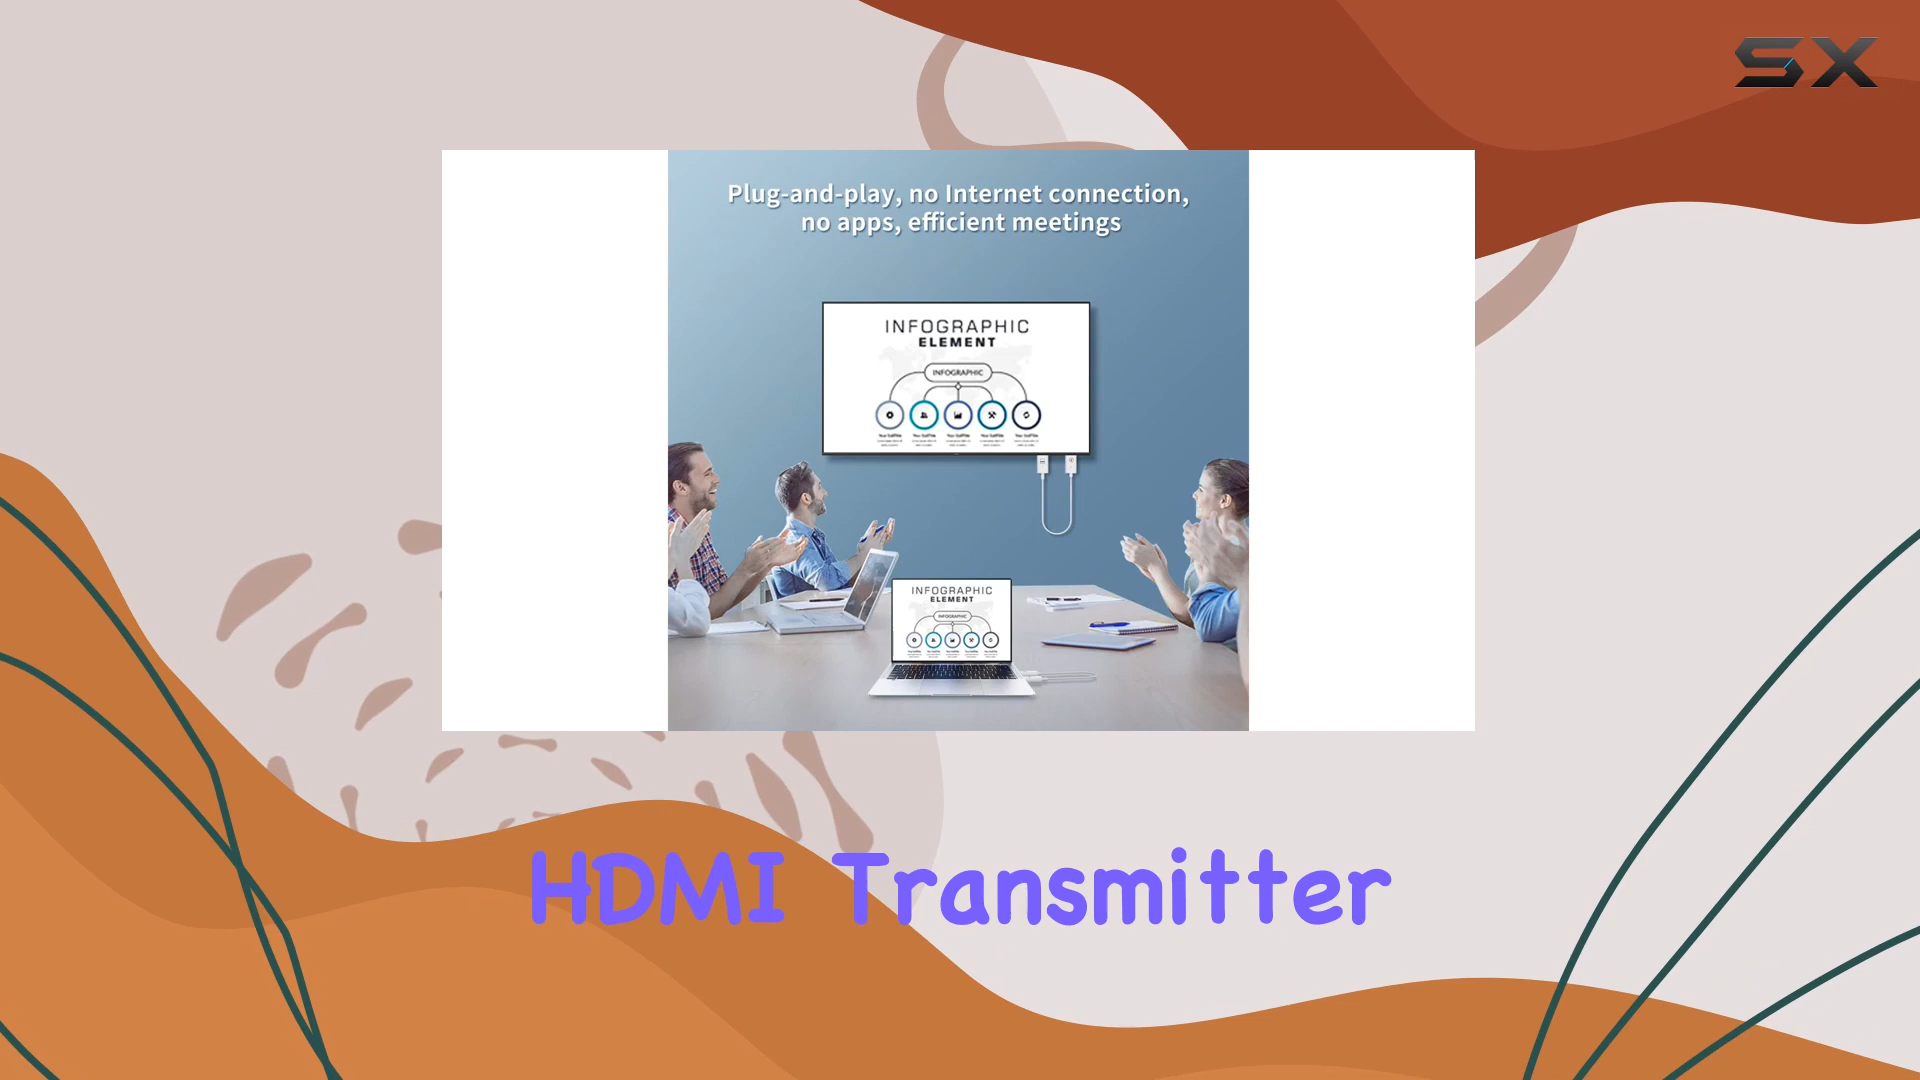 SX
Plug-and-play, no Internet connection,
no apps, efficient meetings
INFOGRAPHIC
ELEMENT
INFOGRAPHIC
INFOGRAPHIC
ELEMENT
INFOGRAPHIC
HDMI Transmitter